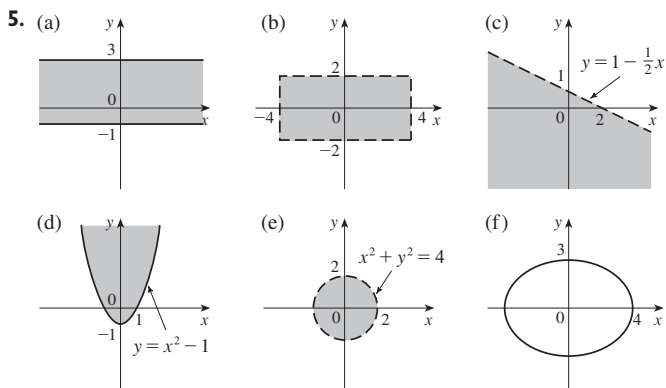 5. (a) y 3 0 x −1
(b) y 2 −4 0 4 x −2
(c) y 1 y = 1 − 1/2 x 0 2 x
(d) y 0 1 x −1 y = x² − 1
(e) y 2 x² + y² = 4 0 2 x
(f) y 3 0 4 x